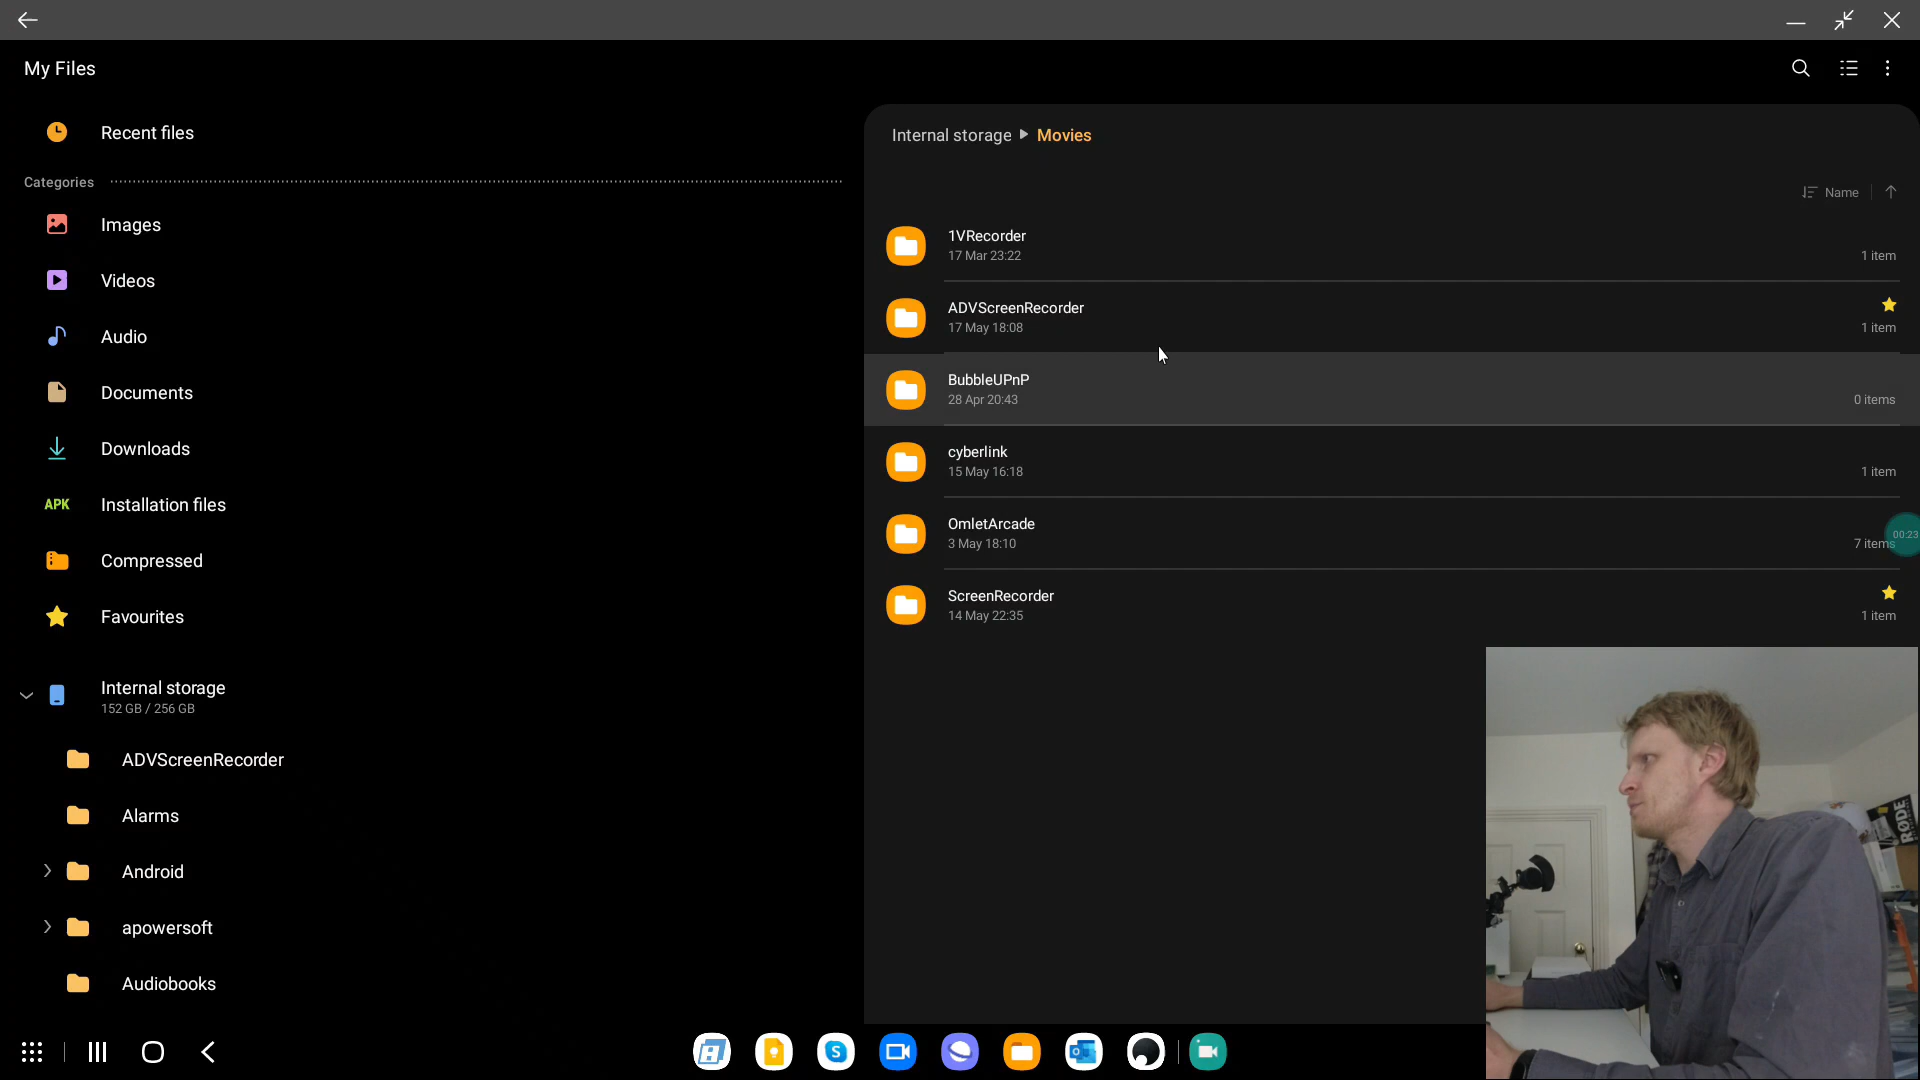 My Files
Recent files
Categories
Images
Videos
Audio
Documents
Downloads
APK
Installation files
Compressed
Favourites
Internal storage
152 GB / 256 GB
ADVScreenRecorder
Alarms
Android
apowersoft
Audiobooks
Internal storage
Movies
Name
1VRecorder
17 Mar 23:22
1 item
ADVScreenRecorder
17 May 18:08
1 item
BubbleUPnP
28 Apr 20:43
0 items
cyberlink
15 May 16:18
1 item
OmletArcade
3 May 18:10
7 items
00:23
ScreenRecorder
14 May 22:35
1 item
RØDE